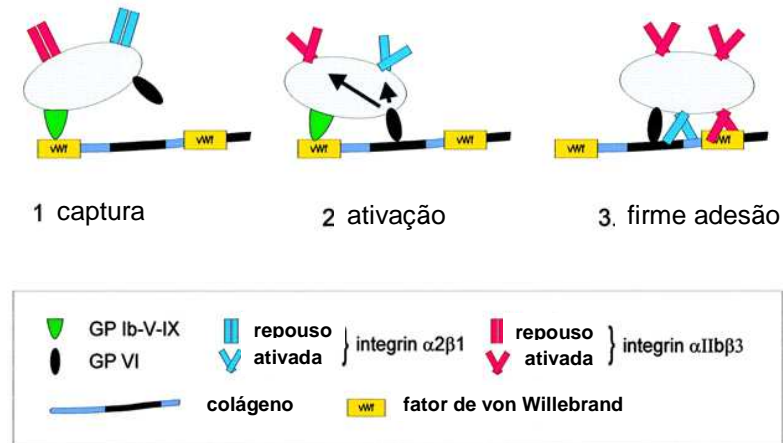 vWf vWf
vWf vWf
vWf vWf
1 captura
2 ativação
3. firme adesão
GP Ib-V-IX
GP VI
repouso
ativada
} integrin α2β1
repouso
ativada
} integrin αIIbβ3
colágeno
vWf
fator de von Willebrand